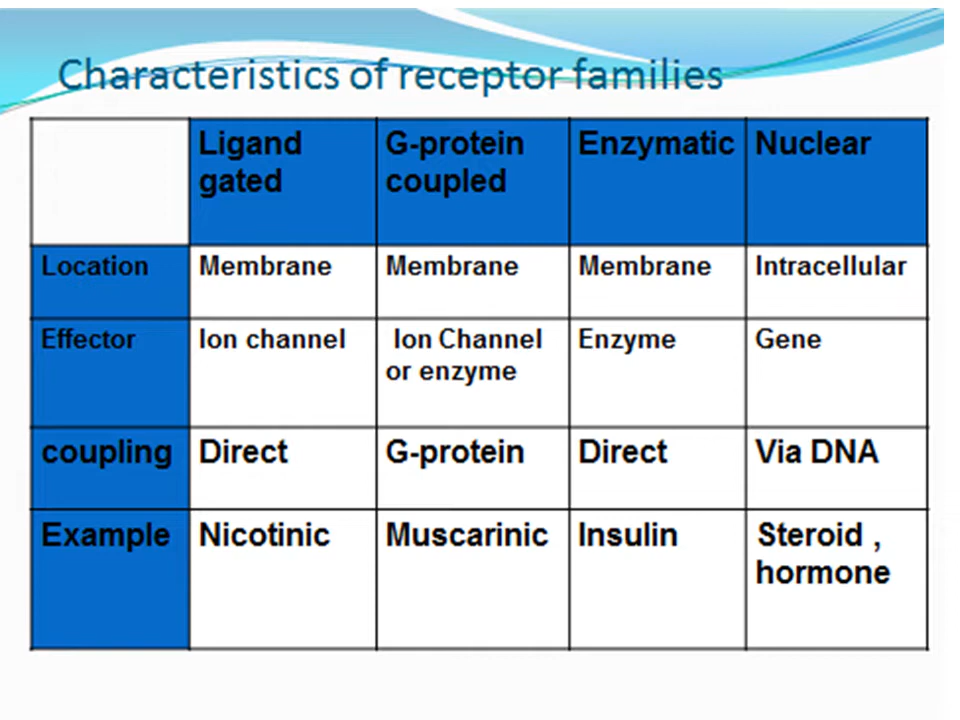 Characteristics of receptor families
Ligand gated G-protein coupled Enzymatic Nuclear
Location Membrane Membrane Membrane Intracellular
Effector Ion channel Ion Channel or enzyme Enzyme Gene
coupling Direct G-protein Direct Via DNA
Example Nicotinic Muscarinic Insulin Steroid , hormone